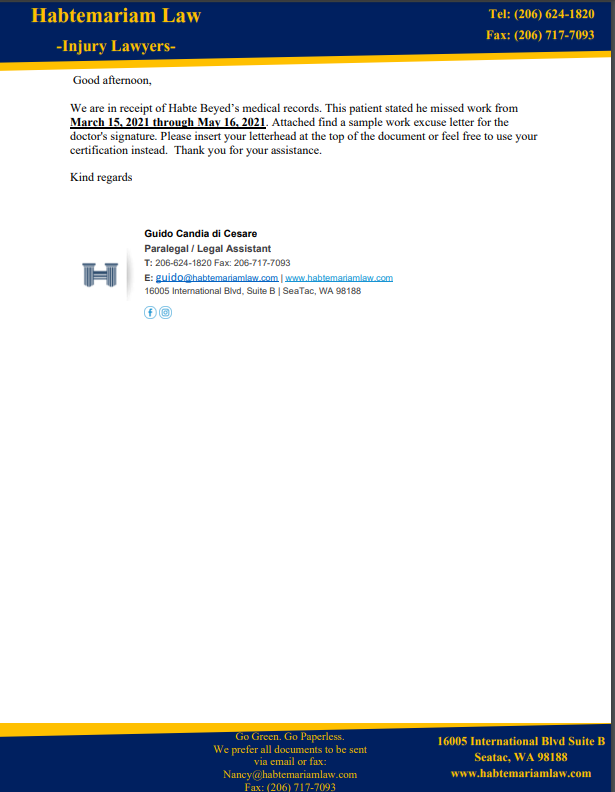 Habtemariam Law
-Injury Lawyers-
Tel: (206) 624-1820
Fax: (206) 717-7093
Good afternoon,
We are in receipt of Habte Beyed’s medical records. This patient stated he missed work from
March 15, 2021 through May 16, 2021. Attached find a sample work excuse letter for the
doctor's signature. Please insert your letterhead at the top of the document or feel free to use your
certification instead.  Thank you for your assistance.
Kind regards
Guido Candia di Cesare
Paralegal / Legal Assistant
T: 206-624-1820 Fax: 206-717-7093
E: guido@habtemariamlaw.com | www.habtemariamlaw.com
16005 International Blvd, Suite B | SeaTac, WA 98188
Go Green. Go Paperless.
We prefer all documents to be sent
via email or fax:
Nancy@habtemariamlaw.com
Fax: (206) 717-7093
16005 International Blvd Suite B
Seatac, WA 98188
www.habtemariamlaw.com